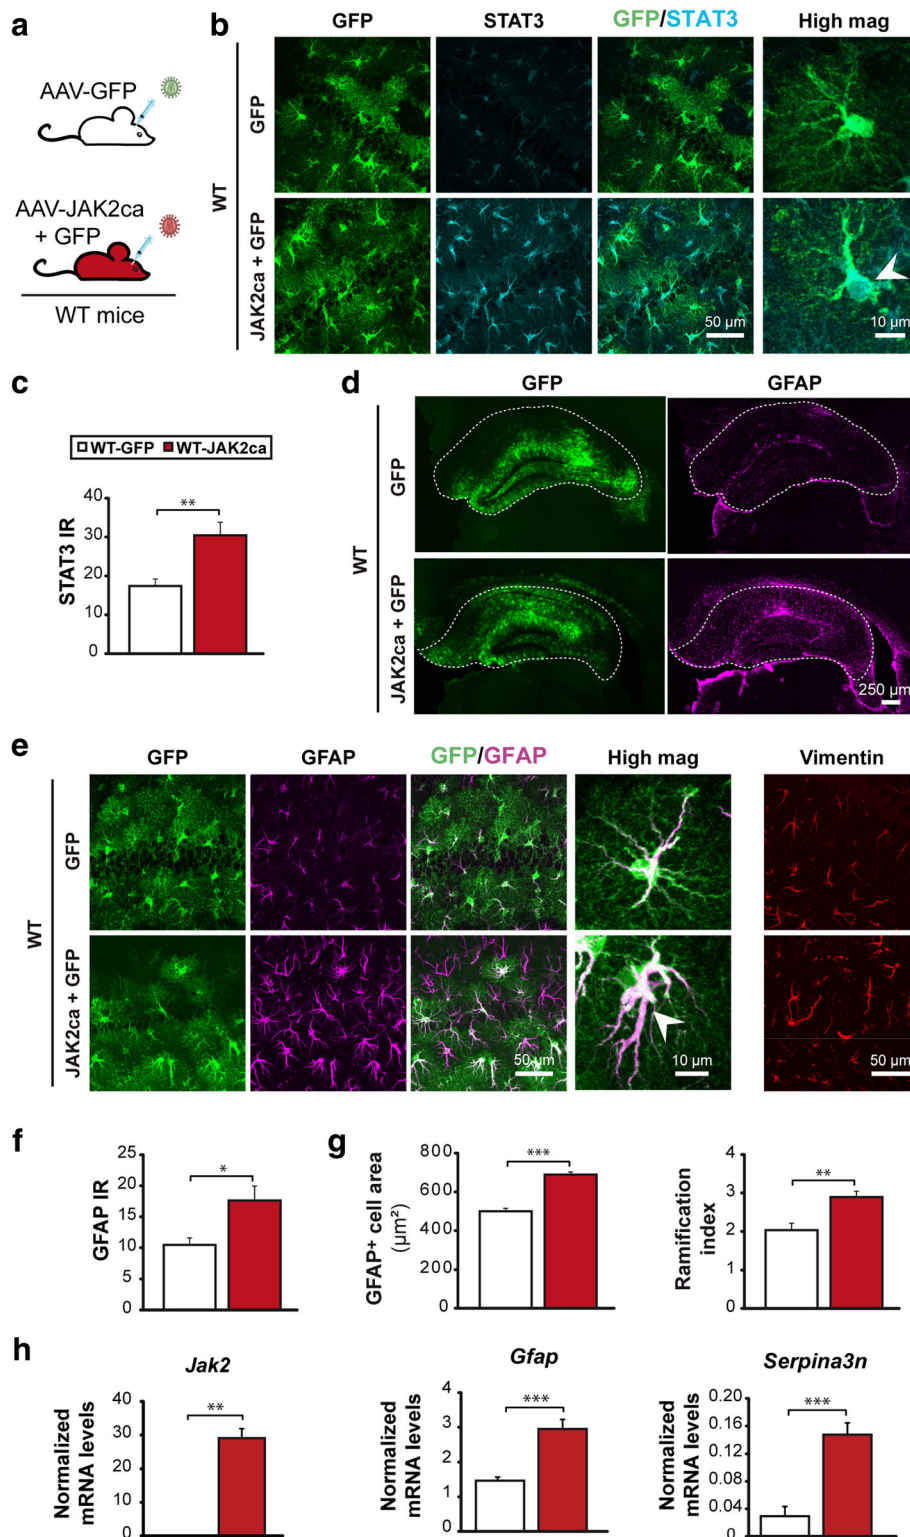 a
AAV-GFP
AAV-JAK2ca
+ GFP
WT mice
b
GFP
STAT3
GFP/STAT3
High mag
WT
GFP
JAK2ca + GFP
50 µm
10 µm
c
WT-GFP
WT-JAK2ca
STAT3 IR
40
30
20
10
0
**
d
GFP
GFAP
WT
GFP
JAK2ca + GFP
250 µm
e
GFP
GFAP
GFP/GFAP
High mag
Vimentin
WT
GFP
JAK2ca + GFP
50 µm
10 µm
50 µm
f
GFAP IR
25
20
15
10
5
0
*
g
GFAP+ cell area
(µm²)
800
600
400
200
0
***
Ramification
index
4
3
2
1
0
**
h
Jak2
Normalized
mRNA levels
40
30
20
10
0
**
Gfap
Normalized
mRNA levels
4
3
2
1
0
***
Serpina3n
Normalized
mRNA levels
0.20
0.16
0.12
0.08
0.04
0
***